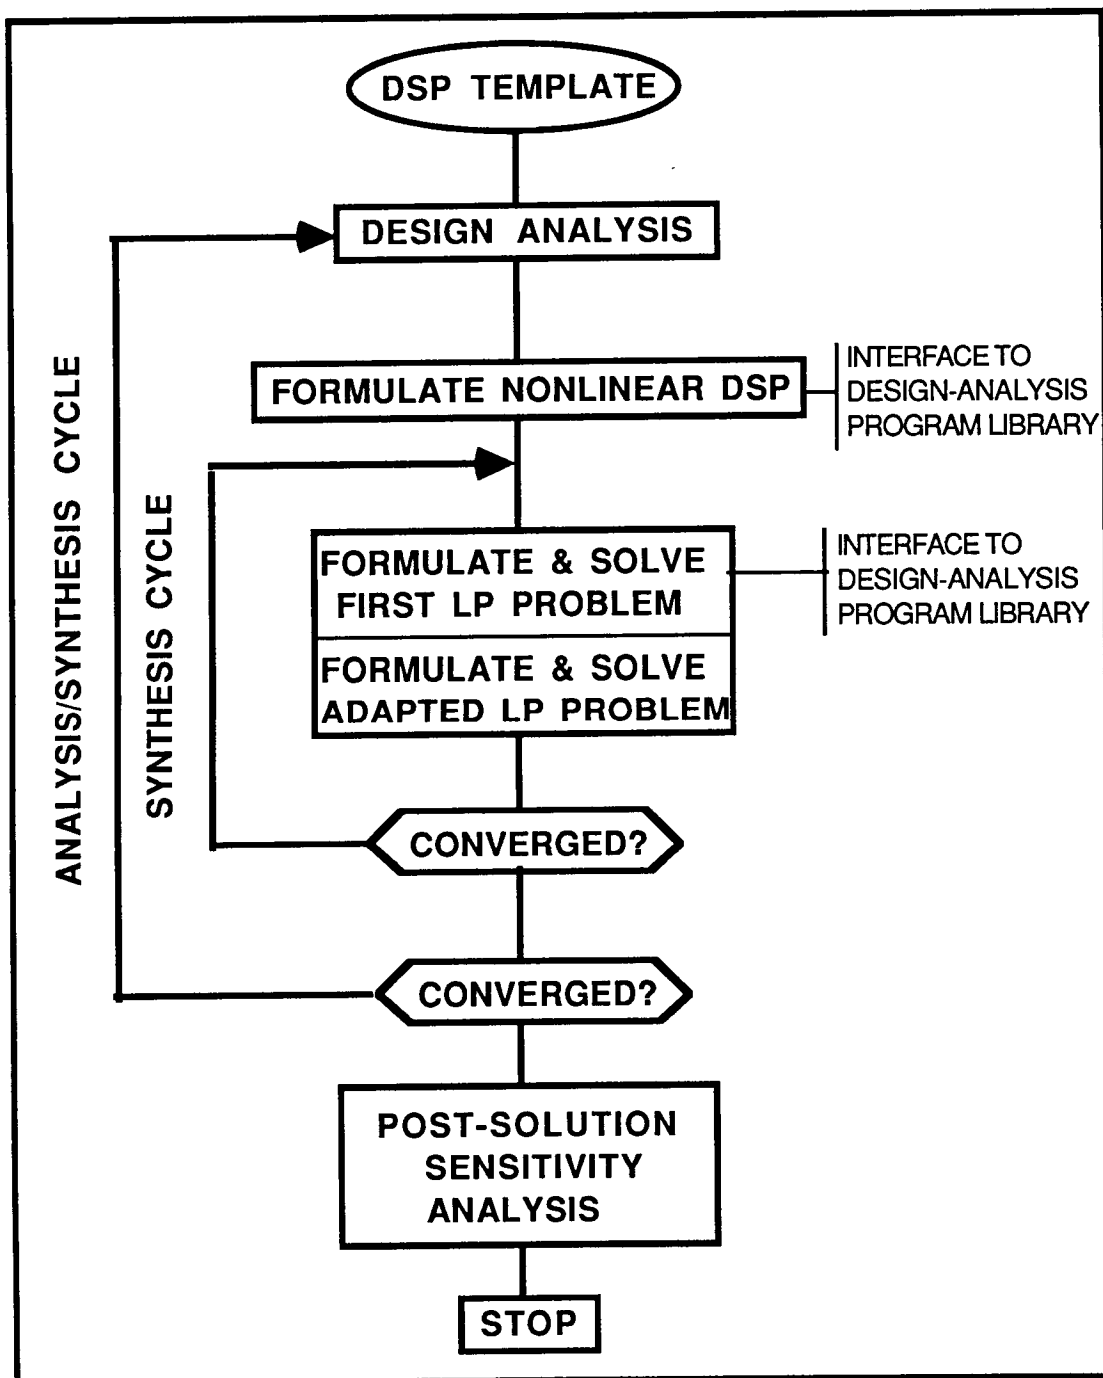 DSP TEMPLATE
DESIGN ANALYSIS
FORMULATE NONLINEAR DSP
INTERFACE TO
DESIGN-ANALYSIS
PROGRAM LIBRARY
ANALYSIS/SYNTHESIS CYCLE
SYNTHESIS CYCLE
FORMULATE & SOLVE
FIRST LP PROBLEM
INTERFACE TO
DESIGN-ANALYSIS
PROGRAM LIBRARY
FORMULATE & SOLVE
ADAPTED LP PROBLEM
CONVERGED?
CONVERGED?
POST-SOLUTION
SENSITIVITY
ANALYSIS
STOP